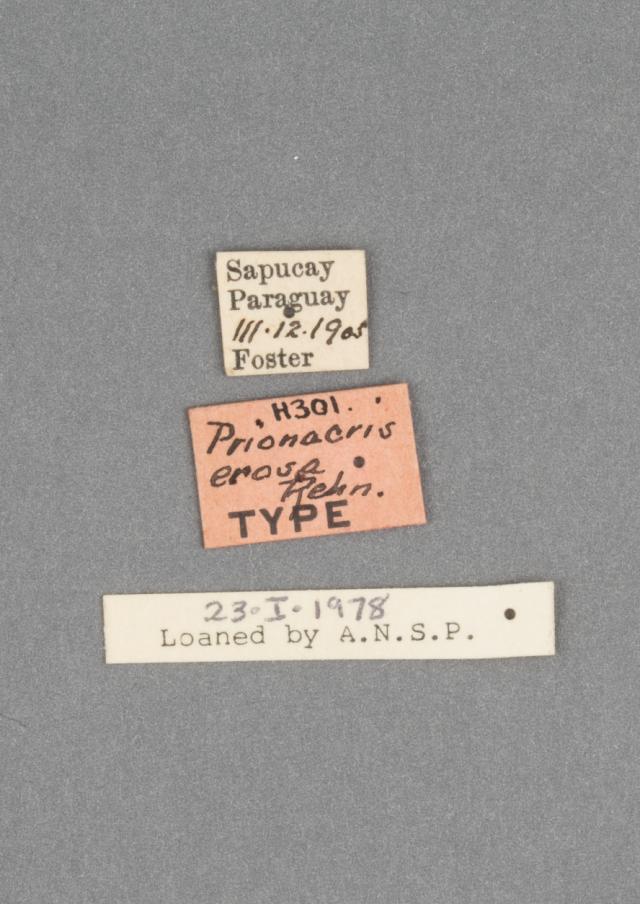 Sapucay
Paraguay
III.12.1905
Foster
H301.
Prionacris
erosa
Rehn.
TYPE
23.I.1978
Loaned by A.N.S.P.